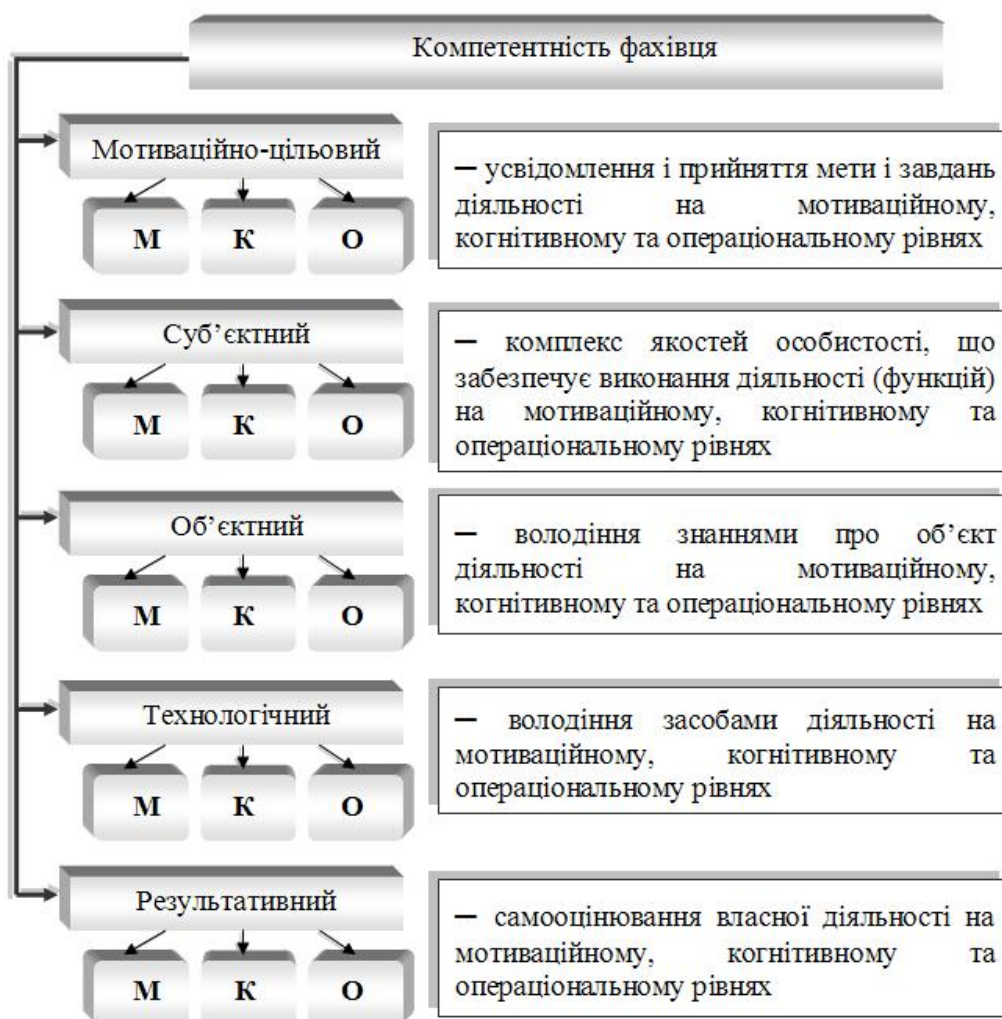 Компетентність фахівця
Мотиваційно-цільовий
М К О
— усвідомлення і прийняття мети і завдань
діяльності на мотиваційному,
когнітивному та операціональному рівнях
Суб’єктний
М К О
— комплекс якостей особистості, що
забезпечує виконання діяльності (функцій)
на мотиваційному, когнітивному та
операціональному рівнях
Об’єктний
М К О
— володіння знаннями про об’єкт
діяльності на мотиваційному,
когнітивному та операціональному рівнях
Технологічний
М К О
— володіння засобами діяльності на
мотиваційному, когнітивному та
операціональному рівнях
Результативний
М К О
— самооцінювання власної діяльності на
мотиваційному, когнітивному та
операціональному рівнях